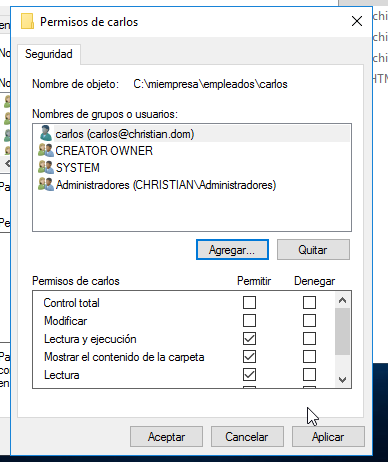 Permisos de carlos
Seguridad
Nombre de objeto: C:\miempresa\empleados\carlos
Nombres de grupos o usuarios:
carlos (carlos@christian.dom)
CREATOR OWNER
SYSTEM
Administradores (CHRISTIAN\Administradores)
Agregar...
Quitar
Permisos de carlos Permitir Denegar
Control total
Modificar
Lectura y ejecución
Mostrar el contenido de la carpeta
Lectura
Aceptar
Cancelar
Aplicar